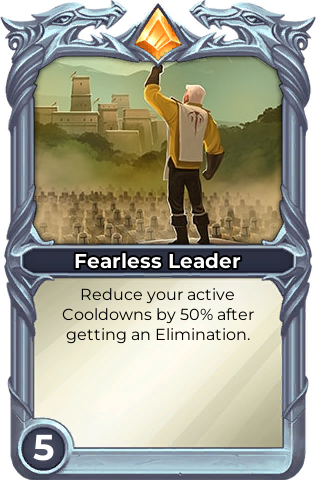 Fearless Leader
Reduce your active
Cooldowns by 50% after
getting an Elimination.
5